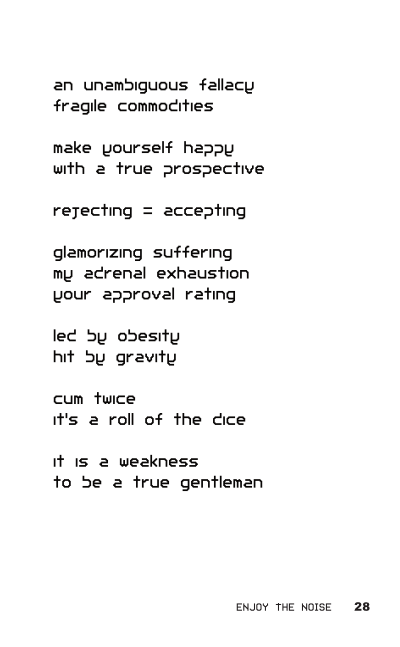 an unambiguous fallacy
fragile commodities
make yourself happy
with a true prospective
rejecting = accepting
glamorizing suffering
my adrenal exhaustion
your approval rating
led by obesity
hit by gravity
cum twice
it's a roll of the dice
it is a weakness
to be a true gentleman
ENJOY THE NOISE 28